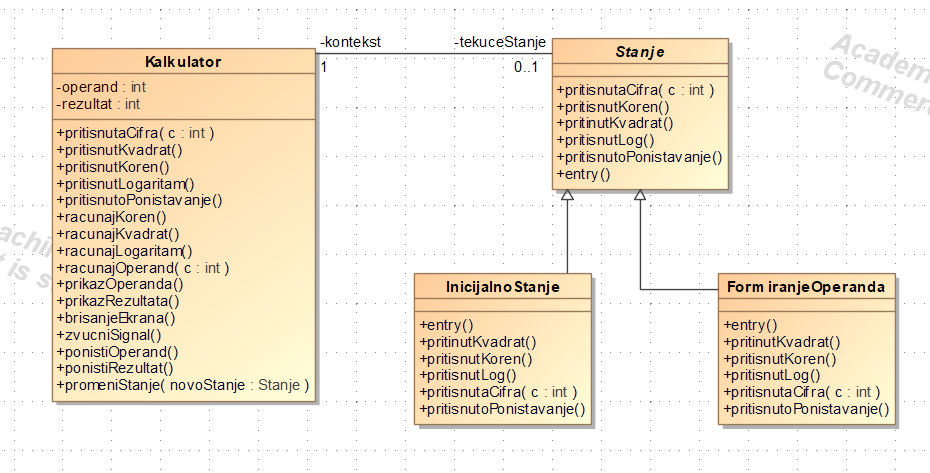 -kontekst
-tekuceStanje
1
0..1
Kalkulator
-operand : int
-rezultat : int
+pritisnutaCifra( c : int )
+pritisnutKvadrat()
+pritisnutKoren()
+pritisnutLogaritam()
+pritisnutoPonistavanje()
+racunajKoren()
+racunajKvadrat()
+racunajLogaritam()
+racunajOperand( c : int )
+prikazOperanda()
+prikazRezultata()
+brisanjeEkrana()
+zvucniSignal()
+ponistiOperand()
+ponistiRezultat()
+promeniStanje( novoStanje : Stanje )
Stanje
+pritisnutaCifra( c : int )
+pritisnutKoren()
+pritinutKvadrat()
+pritisnutLog()
+pritisnutoPonistavanje()
+entry()
InicijalnoStanje
+entry()
+pritinutKvadrat()
+pritisnutKoren()
+pritisnutLog()
+pritisnutaCifra( c : int )
+pritisnutoPonistavanje()
FormiranjeOperanda
+entry()
+pritinutKvadrat()
+pritisnutKoren()
+pritisnutLog()
+pritisnutaCifra( c : int )
+pritisnutoPonistavanje()